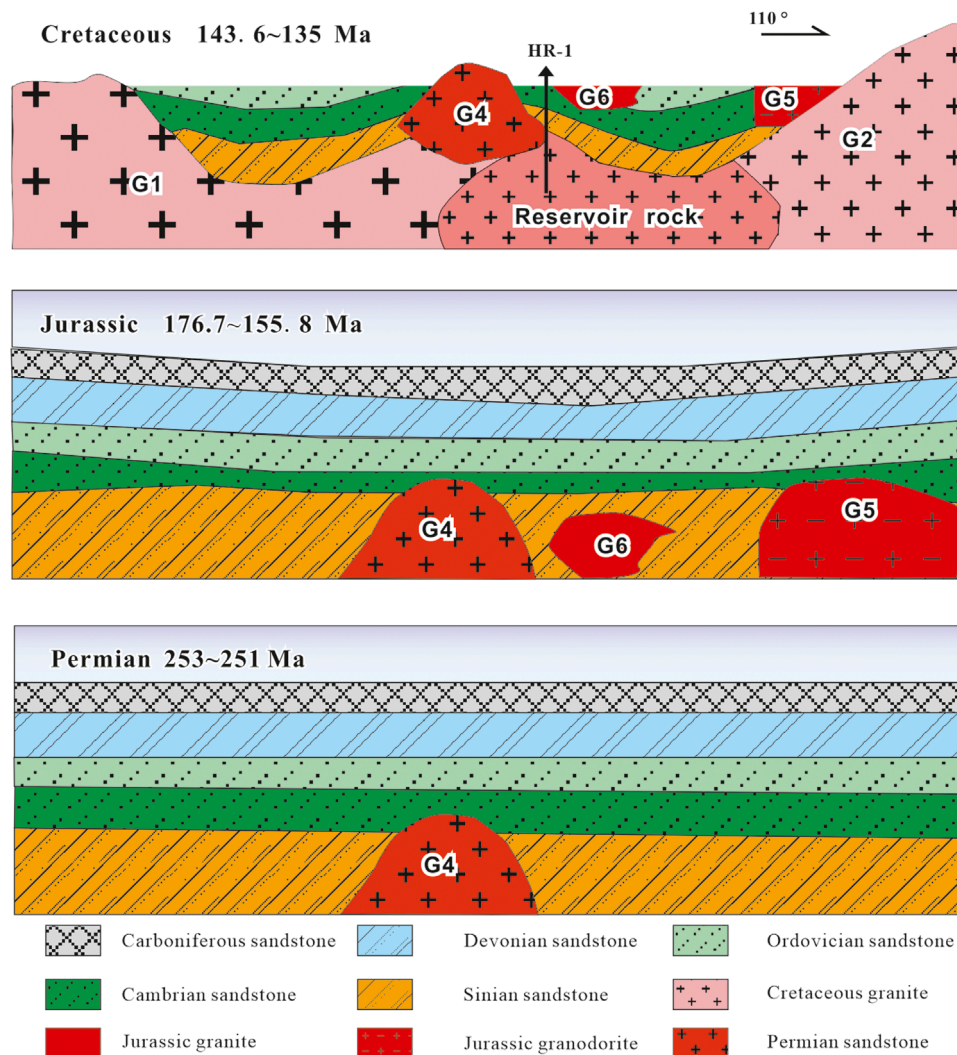 Cretaceous 143. 6~135 Ma
110 °
HR-1
G6
G4
G5
G2
G1
Reservoir rock
Jurassic 176.7~155. 8 Ma
G4
G6
G5
Permian 253~251 Ma
G4
Carboniferous sandstone
Devonian sandstone
Ordovician sandstone
Cambrian sandstone
Sinian sandstone
Cretaceous granite
Jurassic granite
Jurassic granodorite
Permian sandstone